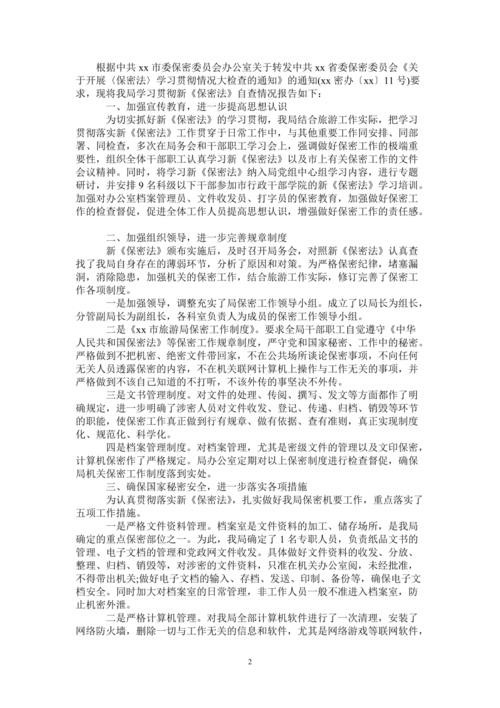 根据中共 xx 市委保密委员会办公室关于转发中共 xx 省委保密委员会《关
于开展〈保密法〉学习贯彻情况大检查的通知》的通知(xx 密办〔xx〕11 号)要
求，现将我局学习贯彻新《保密法》自查情况报告如下：
一、加强宣传教育，进一步提高思想认识
为切实抓好新《保密法》的学习贯彻，我局结合旅游工作实际，把学习
贯彻落实新《保密法》工作贯穿于日常工作中，与其他重要工作同安排、同部
署、同检查，多次在局务会和干部职工学习会上，强调做好保密工作的极端重
要性，组织全体干部职工认真学习新《保密法》以及市上有关保密工作的文件
会议精神。同时，将学习新《保密法》纳入局党组中心组学习内容，进行专题
研讨，并安排 9 名科级以下干部参加市行政干部学院的新《保密法》学习培训。
加强对办公室档案管理员、文件收发员、打字员的保密教育，加强做好保密工
作的检查督促，促进全体工作人员提高思想认识，增强做好保密工作的责任感。
二、加强组织领导，进一步完善规章制度
新《保密法》颁布实施后，及时召开局务会，对照新《保密法》认真查
找了我局自身存在的薄弱环节，分析了原因和对策。为严格保密纪律，堵塞漏
洞，消除隐患，加强机关的保密工作，结合旅游工作实际，修订完善了保密工
作各项制度。
一是加强领导，调整充实了局保密工作领导小组。成立了以局长为组长，
分管副局长为副组长，各科室负责人为成员的保密工作领导小组。
二是《xx 市旅游局保密工作制度》。要求全局干部职工自觉遵守《中华
人民共和国保密法》等保密工作规章制度，严守党和国家秘密、工作中的秘密。
严格做到不把机密、绝密文件带回家，不在公共场所谈论保密事项，不向任何
无关人员透露保密的内容，不在机关联网计算机上操作与工作无关的事项，并
严格做到不该自己知道的不打听，不该外传的事坚决不外传。
三是文书管理制度。对文件的处理、传阅、撰写、发文等方面都作了明
确规定，进一步明确了涉密人员对文件收发、登记、传递、归档、销毁等环节
的职能，使保密工作真正做到行有规章、做有依据、查有准则，真正实现制度
化、规范化、科学化。
四是档案管理制度。对档案管理，尤其是密级文件的管理以及文印保密，
计算机保密作了严格规定。局办公室定期对以上保密制度进行检查督促，确保
局机关保密工作制度落到实处。
三、确保国家秘密安全，进一步落实各项措施
为认真贯彻落实新《保密法》，扎实做好我局保密机要工作，重点落实了
五项工作措施。
一是严格文件资料管理。档案室是文件资料的加工、储存场所，是我局
确定的重点保密部位之一。为此，我局确定了 1 名专职人员，负责纸品文书的
管理、电子文档的管理和党政网文件收发。具体做好文件资料的收发、分放、
整理、归档、销毁等，对涉密的文件资料，只准在机关办公室阅，未经批准，
不得带出机关;做好电子文档的输入、存档、发送、印制、备份等，确保电子文
档安全。同时加大对档案室的日常管理，非工作人员一般不准进入档案室，防
止机密外泄。
二是严格计算机管理。对我局全部计算机软件进行了一次清理，安装了
网络防火墙，删除一切与工作无关的信息和软件，尤其是网络游戏等联网软件，
2